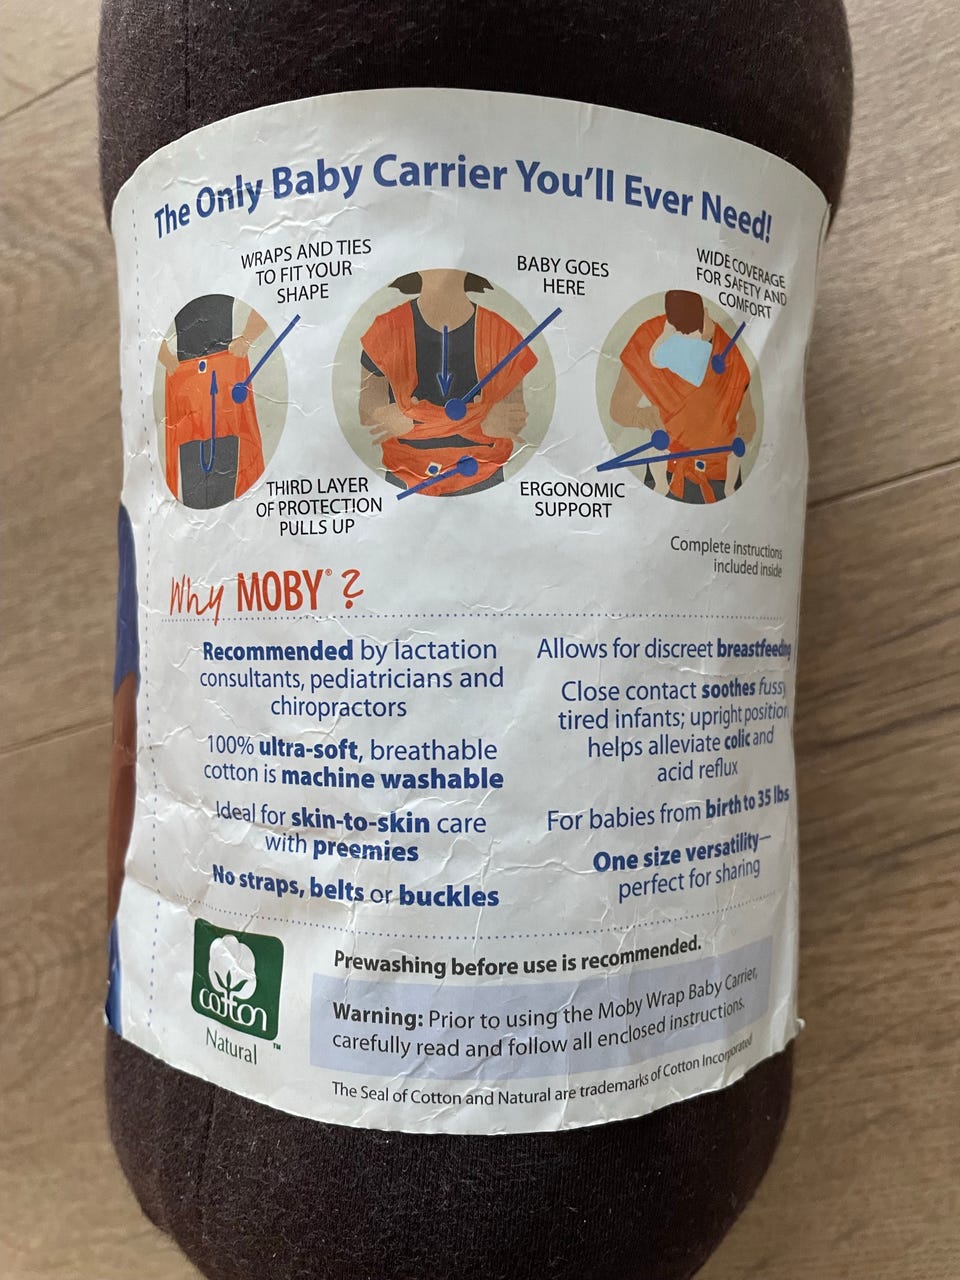 The Only Baby Carrier You'll Ever Need!
WRAPS AND TIES
TO FIT YOUR
SHAPE
BABY GOES
HERE
WIDE COVERAGE
FOR SAFETY AND
COMFORT
THIRD LAYER
OF PROTECTION
PULLS UP
ERGONOMIC
SUPPORT
Complete instructions
included inside
Why MOBY® ?
Recommended by lactation
consultants, pediatricians and
chiropractors
100% ultra-soft, breathable
cotton is machine washable
Ideal for skin-to-skin care
with preemies
No straps, belts or buckles
Allows for discreet breastfeeding
Close contact soothes fussy
tired infants; upright position
helps alleviate colic and
acid reflux
For babies from birth to 35 lbs
One size versatility—
perfect for sharing
cotton
Natural™
Prewashing before use is recommended.
Warning: Prior to using the Moby Wrap Baby Carrier,
carefully read and follow all enclosed instructions.
The Seal of Cotton and Natural are trademarks of Cotton Incorporated